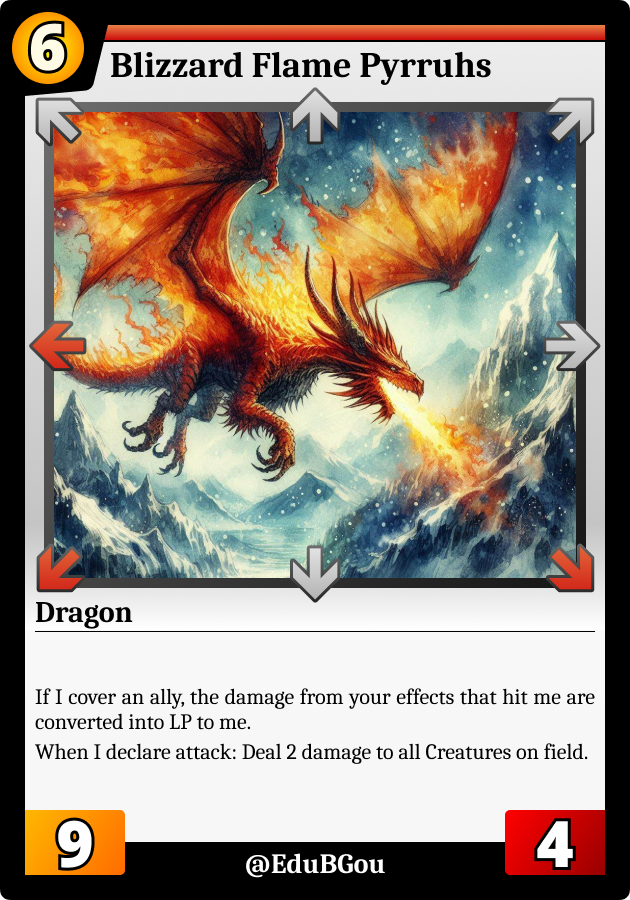 6
Blizzard Flame Pyrruhs
Dragon
If I cover an ally, the damage from your effects that hit me are
converted into LP to me.
When I declare attack: Deal 2 damage to all Creatures on field.
9
@EduBGou
4